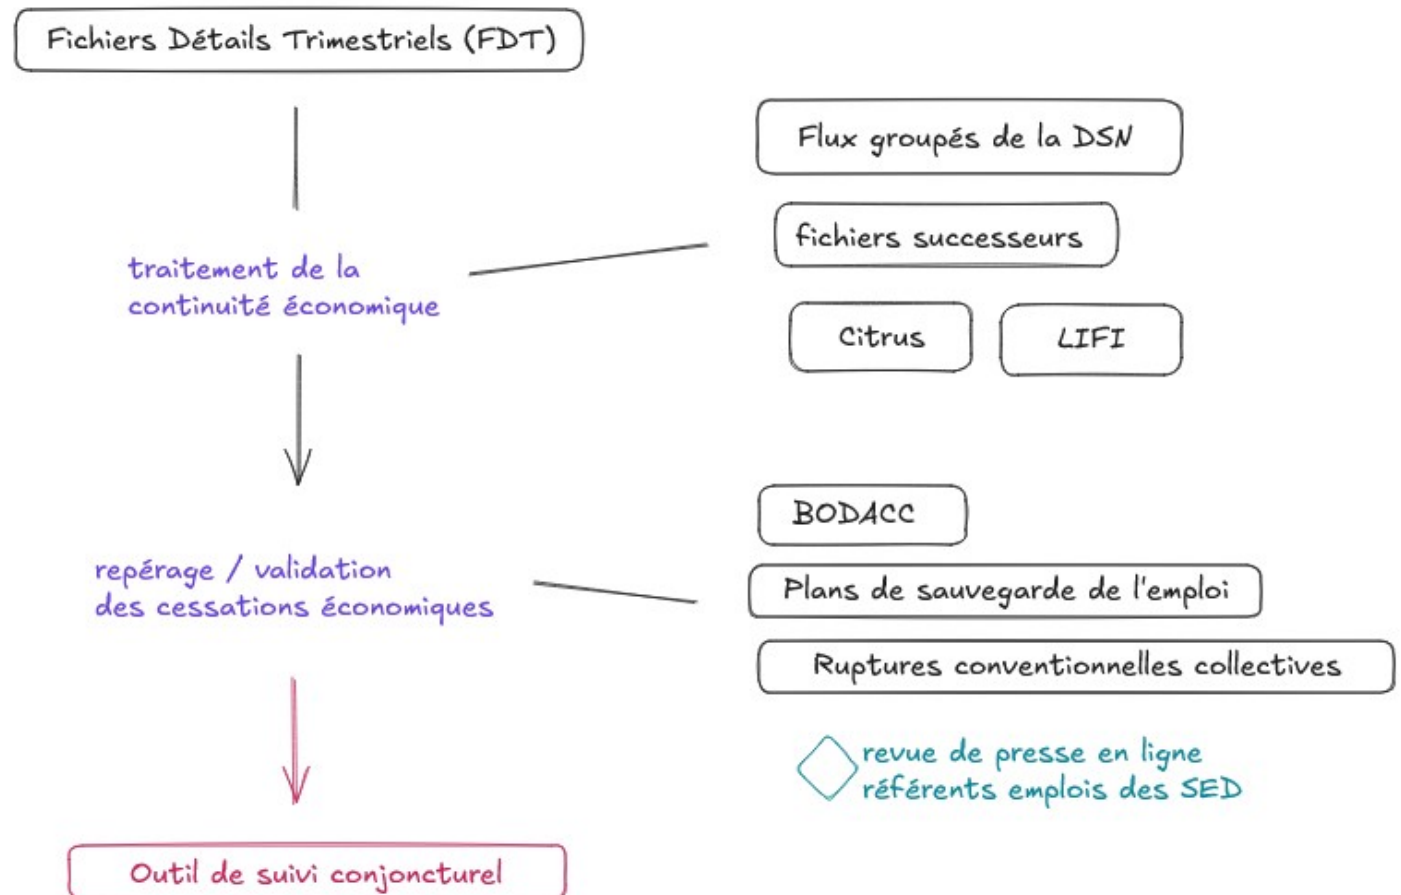 Fichiers Détails Trimestriels (FDT)
Flux groupés de la DSN
fichiers successeurs
traitement de la
continuité économique
Citrus
LIFI
BODACC
repérage / validation
des cessations économiques
Plans de sauvegarde de l'emploi
Ruptures conventionnelles collectives
revue de presse en ligne
référents emplois des SED
Outil de suivi conjoncturel